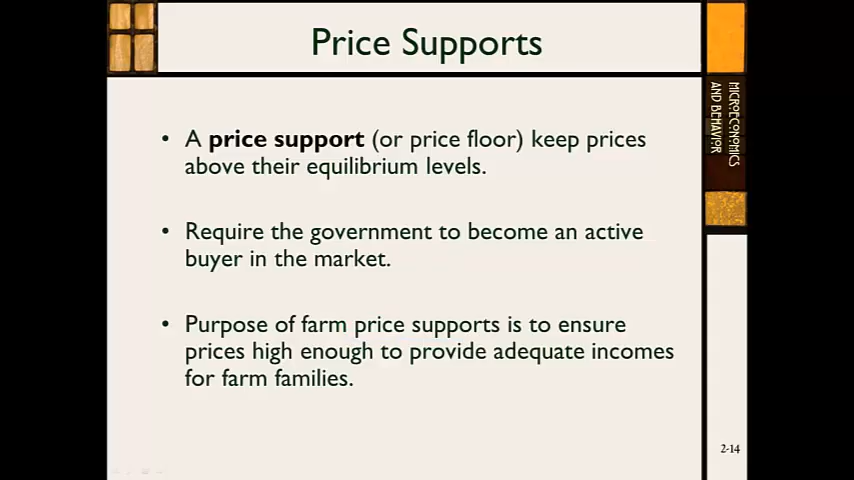 Price Supports
• A price support (or price floor) keep prices
above their equilibrium levels.
• Require the government to become an active
buyer in the market.
• Purpose of farm price supports is to ensure
prices high enough to provide adequate incomes
for farm families.
MICROECONOMICS
AND BEHAVIOR
2-14